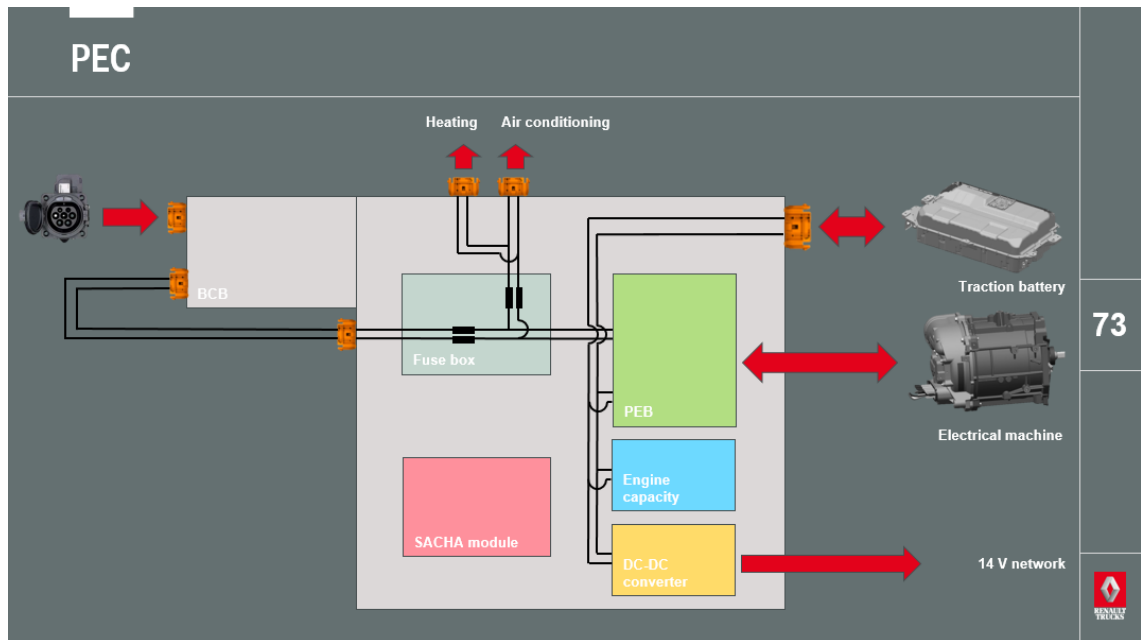 PEC
Heating
Air conditioning
BCB
Traction battery
73
Fuse box
PEB
Electrical machine
Engine
capacity
SACHA module
DC-DC
converter
14 V network
RENAULT
TRUCKS